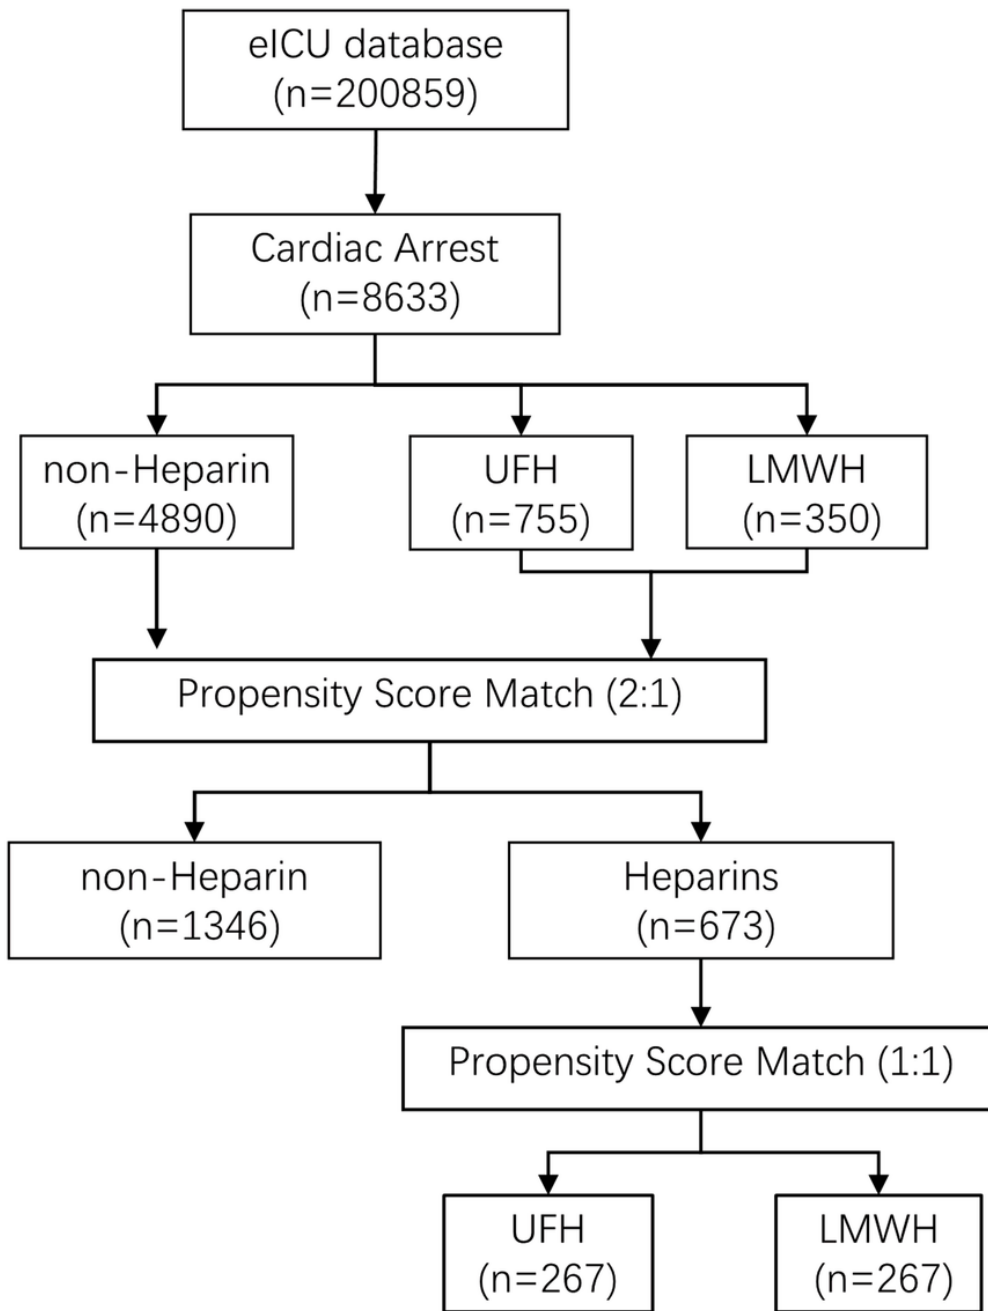 eICU database
(n=200859)
Cardiac Arrest
(n=8633)
non-Heparin
(n=4890)
UFH
(n=755)
LMWH
(n=350)
Propensity Score Match (2:1)
non-Heparin
(n=1346)
Heparins
(n=673)
Propensity Score Match (1:1)
UFH
(n=267)
LMWH
(n=267)